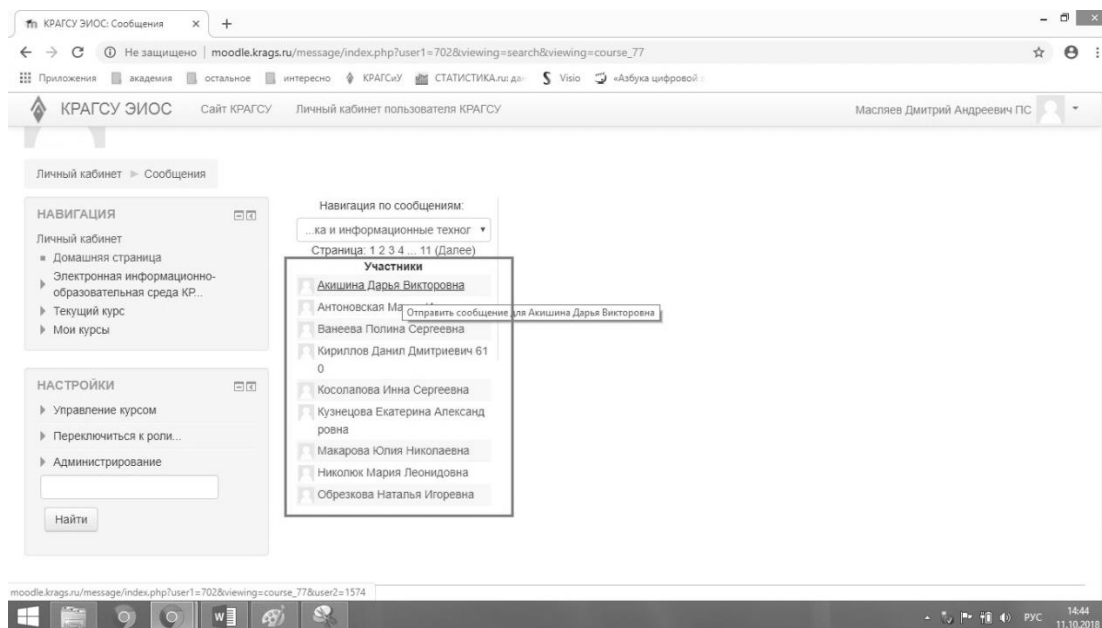 КРАГСУ ЭИОС: Сообщения
Не защищено | moodle.krags.ru/message/index.php?user1=702&viewing=search&viewing=course_77
Приложения академия остальное интересно КРАГСиУ СТАТИСТИКА.ru: дан Visio «Азбука цифровой
КРАГСУ ЭИОС Сайт КРАГСУ Личный кабинет пользователя КРАГСУ Масляев Дмитрий Андреевич ПС
Личный кабинет Сообщения
НАВИГАЦИЯ
Личный кабинет
Домашняя страница
Электронная информационно-
образовательная среда КР...
Текущий курс
Мои курсы
НАСТРОЙКИ
Управление курсом
Переключиться к роли...
Администрирование
Найти
Навигация по сообщениям:
...ка и информационные техног
Страница: 1 2 3 4 ... 11 (Далее)
Участники
Акишина Дарья Викторовна
Антоновская
Отправить сообщение для Акишина Дарья Викторовна
Ванеева Полина Сергеевна
Кириллов Данил Дмитриевич 61
0
Косолапова Инна Сергеевна
Кузнецова Екатерина Александ
ровна
Макарова Юлия Николаевна
Николюк Мария Леонидовна
Обрезкова Наталья Игоревна
moodle.krags.ru/message/index.php?user1=702&viewing=course_77&user2=1574
РУС
14:44
11.10.2018